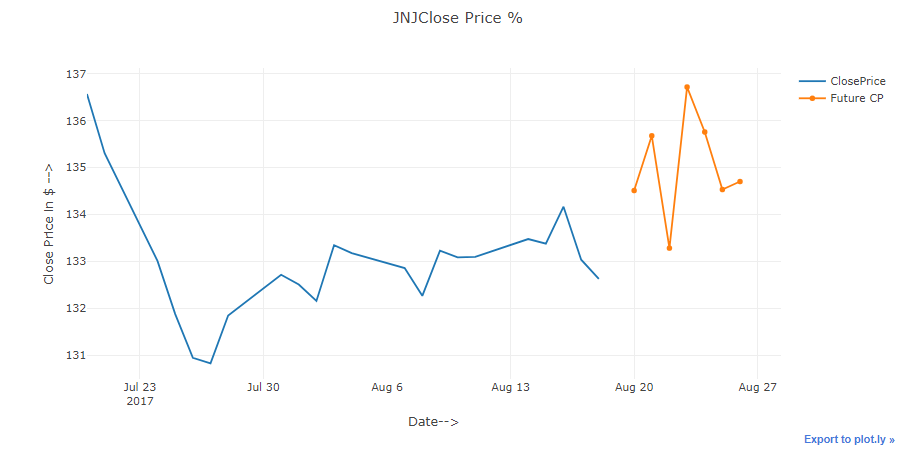 JNJClose Price %
137
136
135
134
133
132
131
Close Price In $ -->
Jul 23
2017
Jul 30
Aug 6
Aug 13
Aug 20
Aug 27
Date-->
ClosePrice
Future CP
Export to plot.ly »